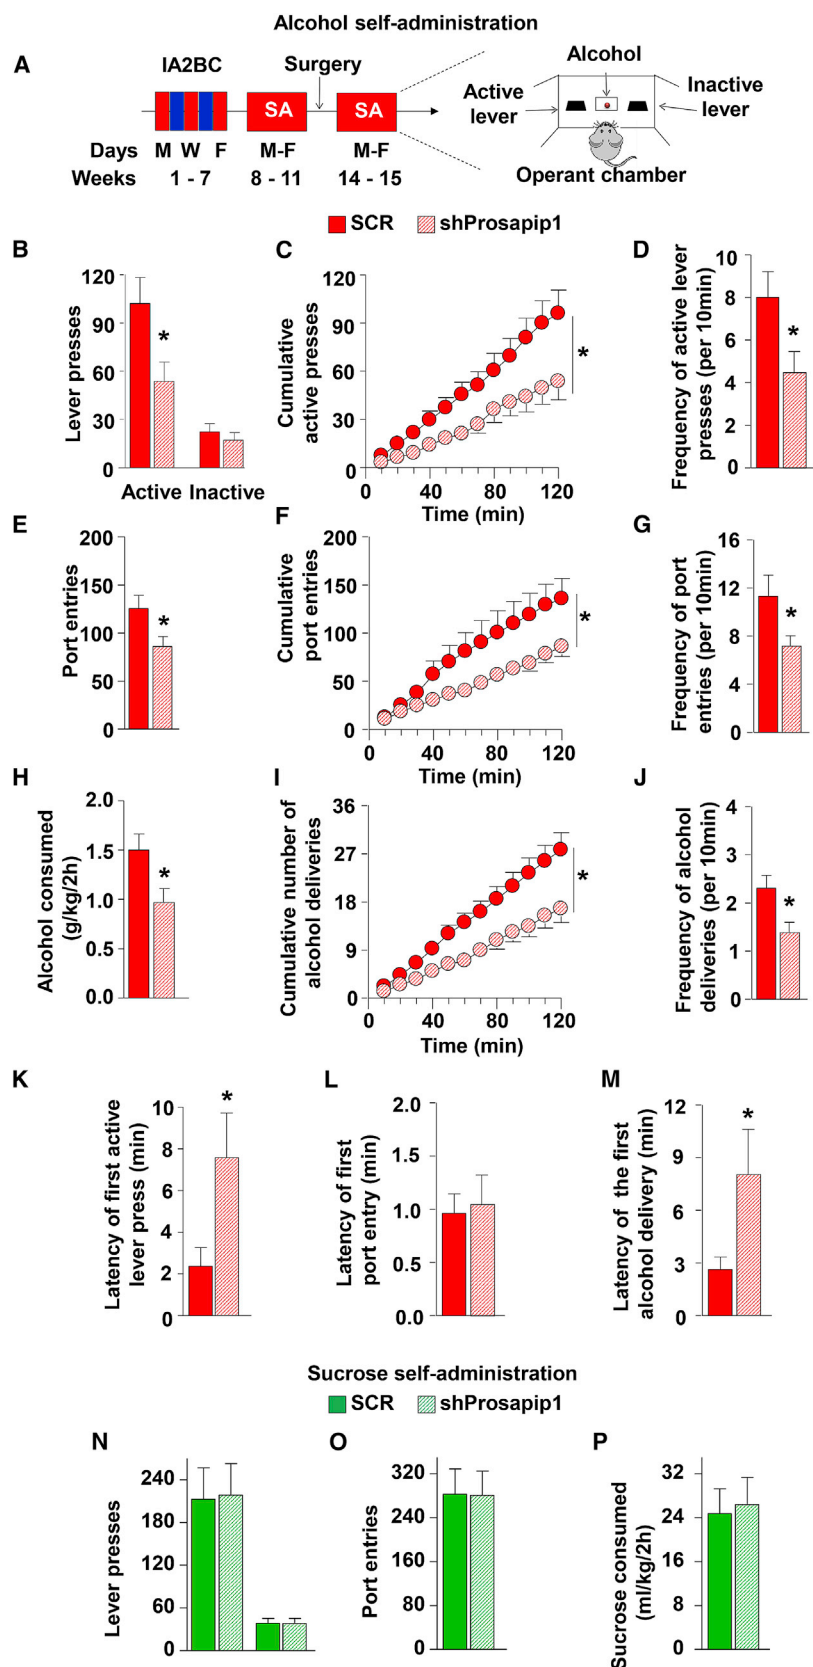 Alcohol self-administration
A
IA2BC
Surgery
SA
SA
Days M W F M-F M-F
Weeks 1 - 7 8 - 11 14 - 15
Alcohol
Active
lever
Inactive
lever
Operant chamber
SCR shProsapip1
B
Lever presses
120
90
60
30
0
*
Active Inactive
C
Cumulative
active presses
120
90
60
30
0
*
0 40 80 120
Time (min)
D
Frequency of active lever
presses (per 10min)
10
8
6
4
2
0
*
E
Port entries
200
150
100
50
0
*
F
Cumulative
port entries
200
150
100
50
0
*
0 40 80 120
Time (min)
G
Frequency of port
entries (per 10min)
16
12
8
4
0
*
H
Alcohol consumed
(g/kg/2h)
2.0
1.5
1.0
0.5
0.0
*
I
Cumulative number of
alcohol deliveries
36
27
18
9
0
*
0 40 80 120
Time (min)
J
Frequency of alcohol
deliveries (per 10min)
4
3
2
1
0
*
K
Latency of first active
lever press (min)
10
8
6
4
2
0
*
L
Latency of first
port entry (min)
2.0
1.5
1.0
0.5
0.0
M
Latency of the first
alcohol delivery (min)
12
9
6
3
0
*
Sucrose self-administration
SCR shProsapip1
N
Lever presses
240
180
120
60
0
O
Port entries
320
240
160
80
0
P
Sucrose consumed
(ml/kg/2h)
32
24
16
8
0